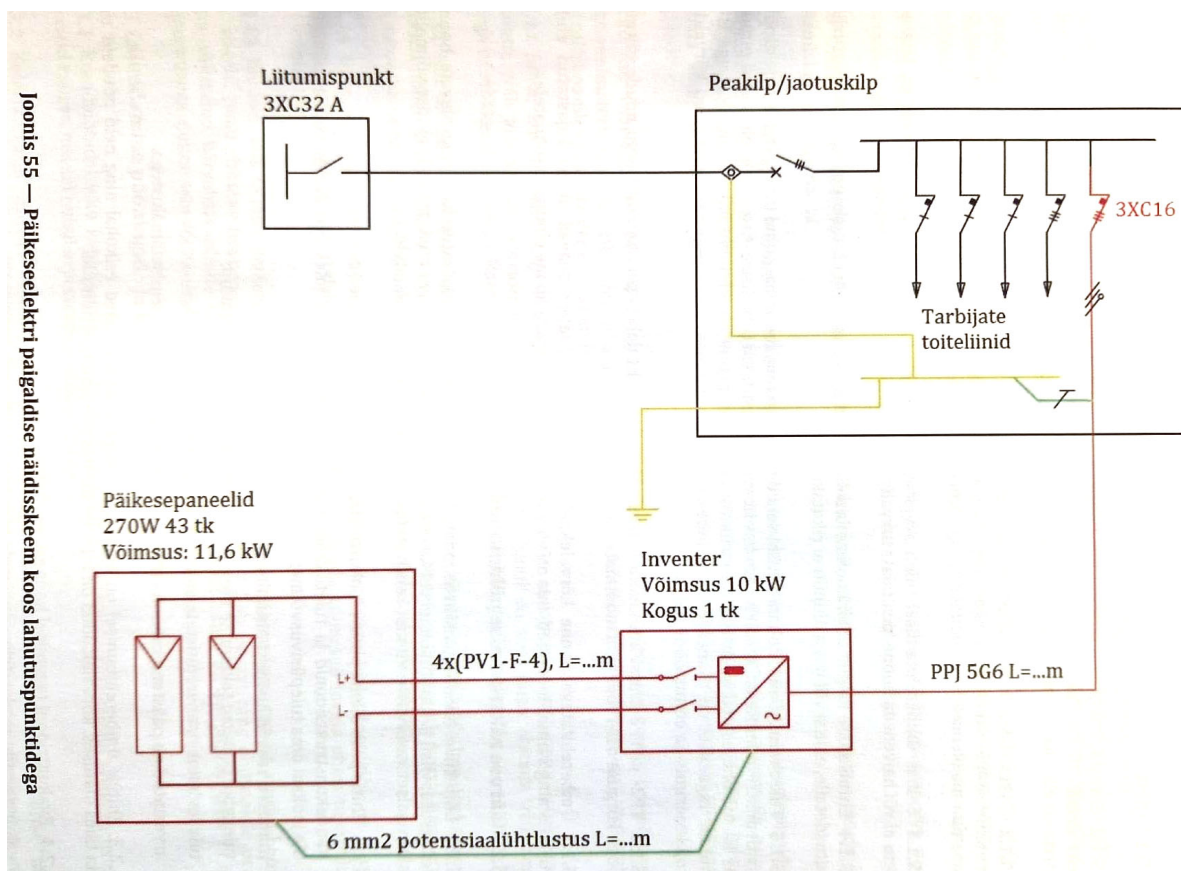 Joonis 55 — Päikeseelektri paigaldise näidisskeem koos lahutuspunktidega
Liitumispunkt
3XC32 A
Peakilp/jaotuskilp
3XC16
Tarbijate
toiteliinid
Päikesepaneelid
270W 43 tk
Võimsus: 11,6 kW
L+
L-
4x(PV1-F-4), L=...m
Inventer
Võimsus 10 kW
Kogus 1 tk
PPJ 5G6 L=...m
6 mm2 potentsiaalühtlustus L=...m